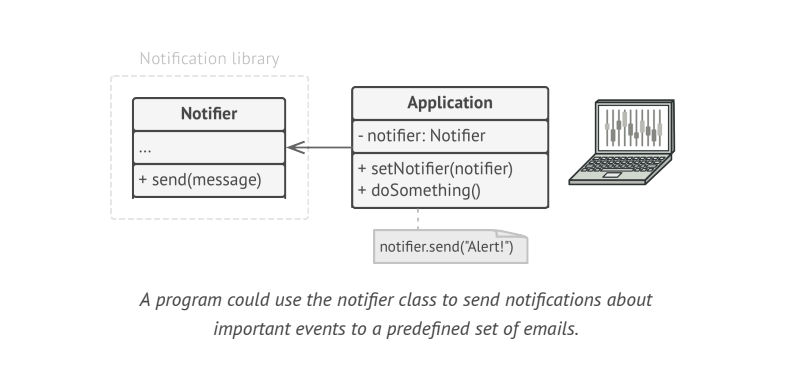 Notification library
Notifier
...
+ send(message)
Application
- notifier: Notifier
+ setNotifier(notifier)
+ doSomething()
notifier.send("Alert!")
A program could use the notifier class to send notifications about
important events to a predefined set of emails.